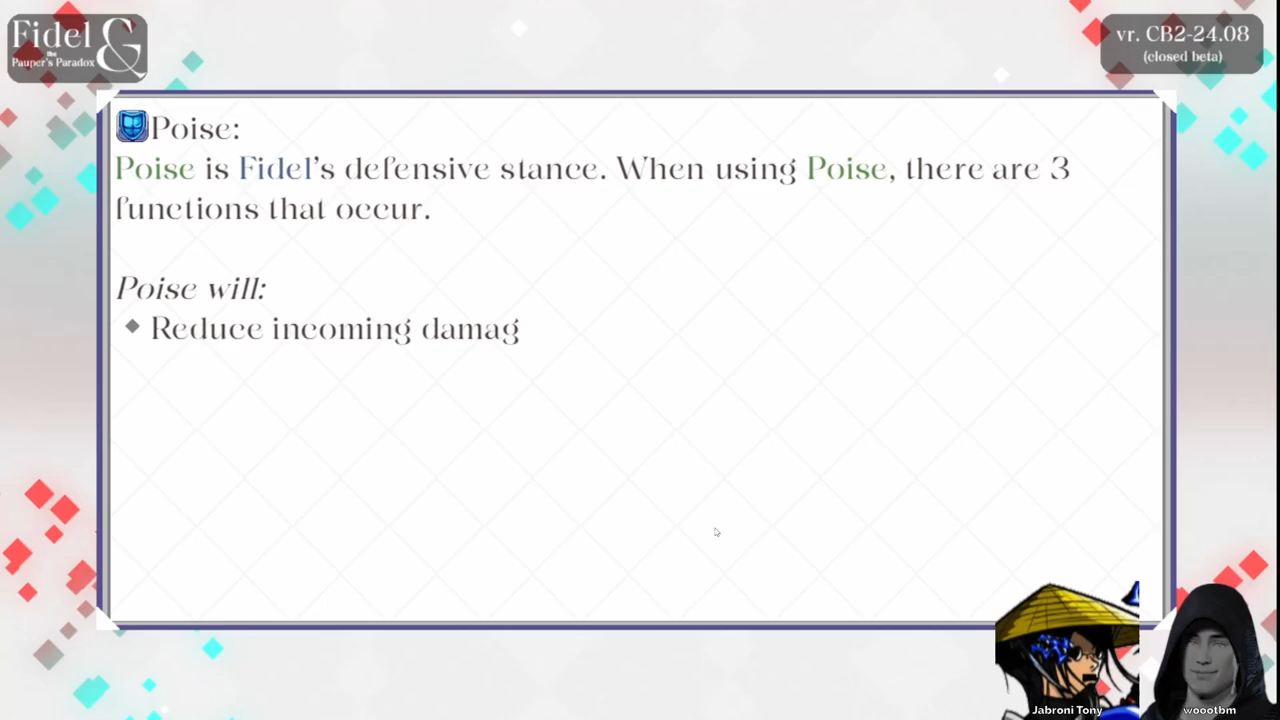 Fidel &
the
Pauper's Paradox
vr. CB2-24.08
(closed beta)
Poise:
Poise is Fidel's defensive stance. When using Poise, there are 3
functions that occur.
Poise will:
◆ Reduce incoming damag
Jabroni Tony
woootbm